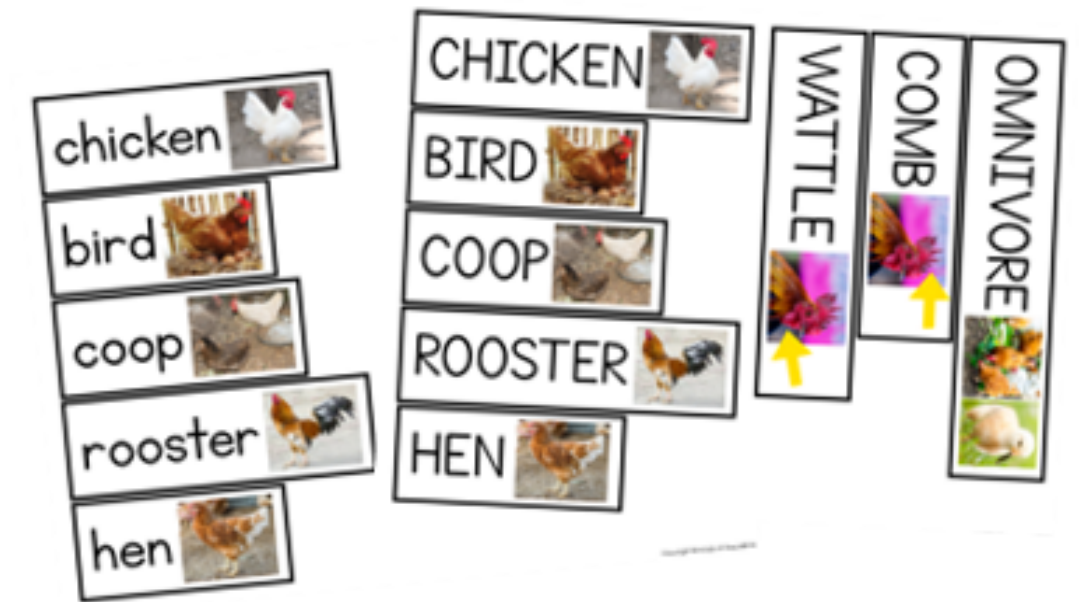 chicken
bird
coop
rooster
hen
CHICKEN
BIRD
COOP
ROOSTER
HEN
WATTLE
COMB
OMNIVORE